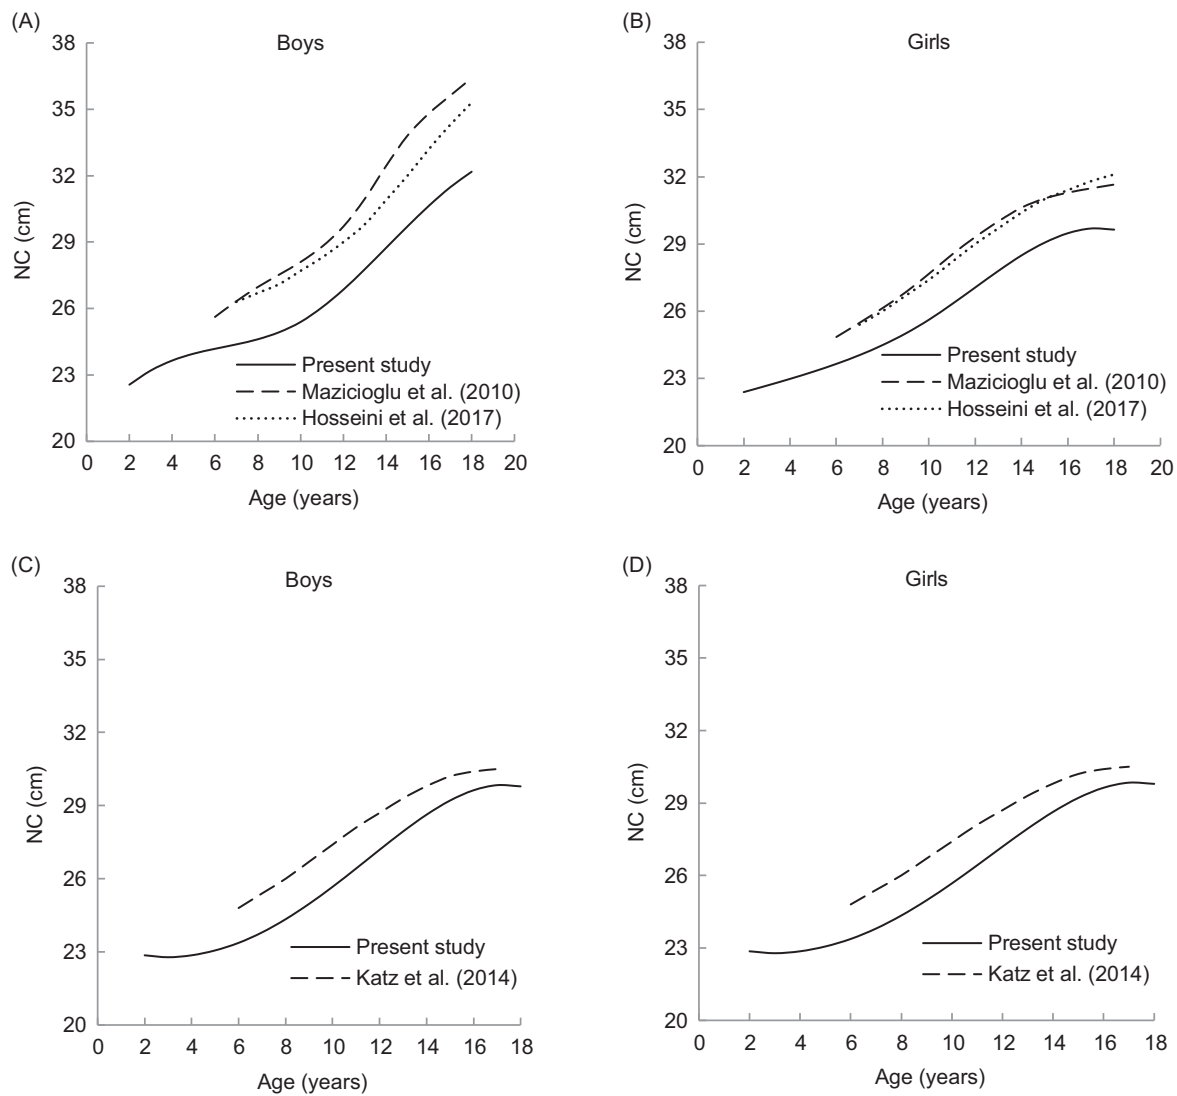 (A)
Boys
38
35
32
29
26
23
20
NC (cm)
Present study
Mazicioglu et al. (2010)
Hosseini et al. (2017)
0 2 4 6 8 10 12 14 16 18 20
Age (years)
(B)
Girls
38
35
32
29
26
23
20
NC (cm)
Present study
Mazicioglu et al. (2010)
Hosseini et al. (2017)
0 2 4 6 8 10 12 14 16 18 20
Age (years)
(C)
Boys
38
35
32
29
26
23
20
NC (cm)
Present study
Katz et al. (2014)
0 2 4 6 8 10 12 14 16 18
Age (years)
(D)
Girls
38
35
32
29
26
23
20
NC (cm)
Present study
Katz et al. (2014)
0 2 4 6 8 10 12 14 16 18
Age (years)